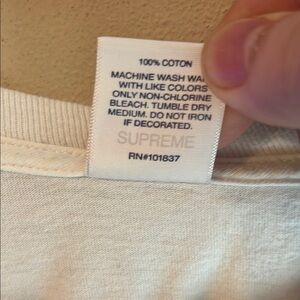 100% COTON
MACHINE WASH WA
WITH LIKE COLORS
ONLY NON-CHLORINE
BLEACH. TUMBLE DRY
MEDIUM. DO NOT IRON
IF DECORATED.
SUPREME
RN#101837